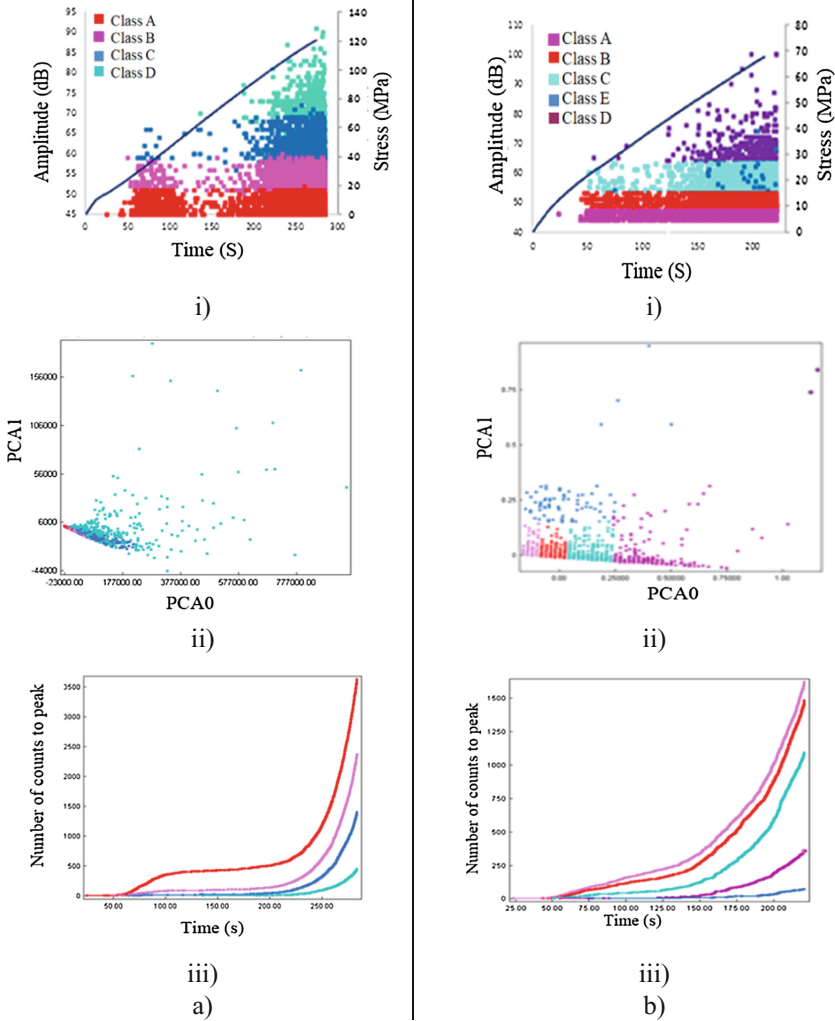 Class A
Class B
Class C
Class D
95
90
85
80
75
70
65
60
55
50
45
Amplitude (dB)
140
120
100
80
60
40
20
0
Stress (MPa)
0 50 100 150 200 250 300
Time (S)
i)
156000
106000
56000
6000
-44000
PCA1
-23000.00 177000.00 377000.00 577000.00 777000.00
PCA0
ii)
3500
3000
2500
2000
1500
1000
500
0
Number of counts to peak
50.00 100.00 150.00 200.00 250.00
Time (s)
iii)
a)
Class A
Class B
Class C
Class E
Class D
110
100
90
80
70
60
50
40
Amplitude (dB)
80
70
60
50
40
30
20
10
0
Stress (MPa)
0 50 100 150 200
Time (S)
i)
0.75
0.5
0.25
0
PCA1
0.00 0.25000 0.50000 0.75000 1.00
PCA0
ii)
1500
1250
1000
750
500
250
0
Number of counts to peak
25.00 50.00 75.00 100.00 125.00 150.00 175.00 200.00
Time (s)
iii)
b)